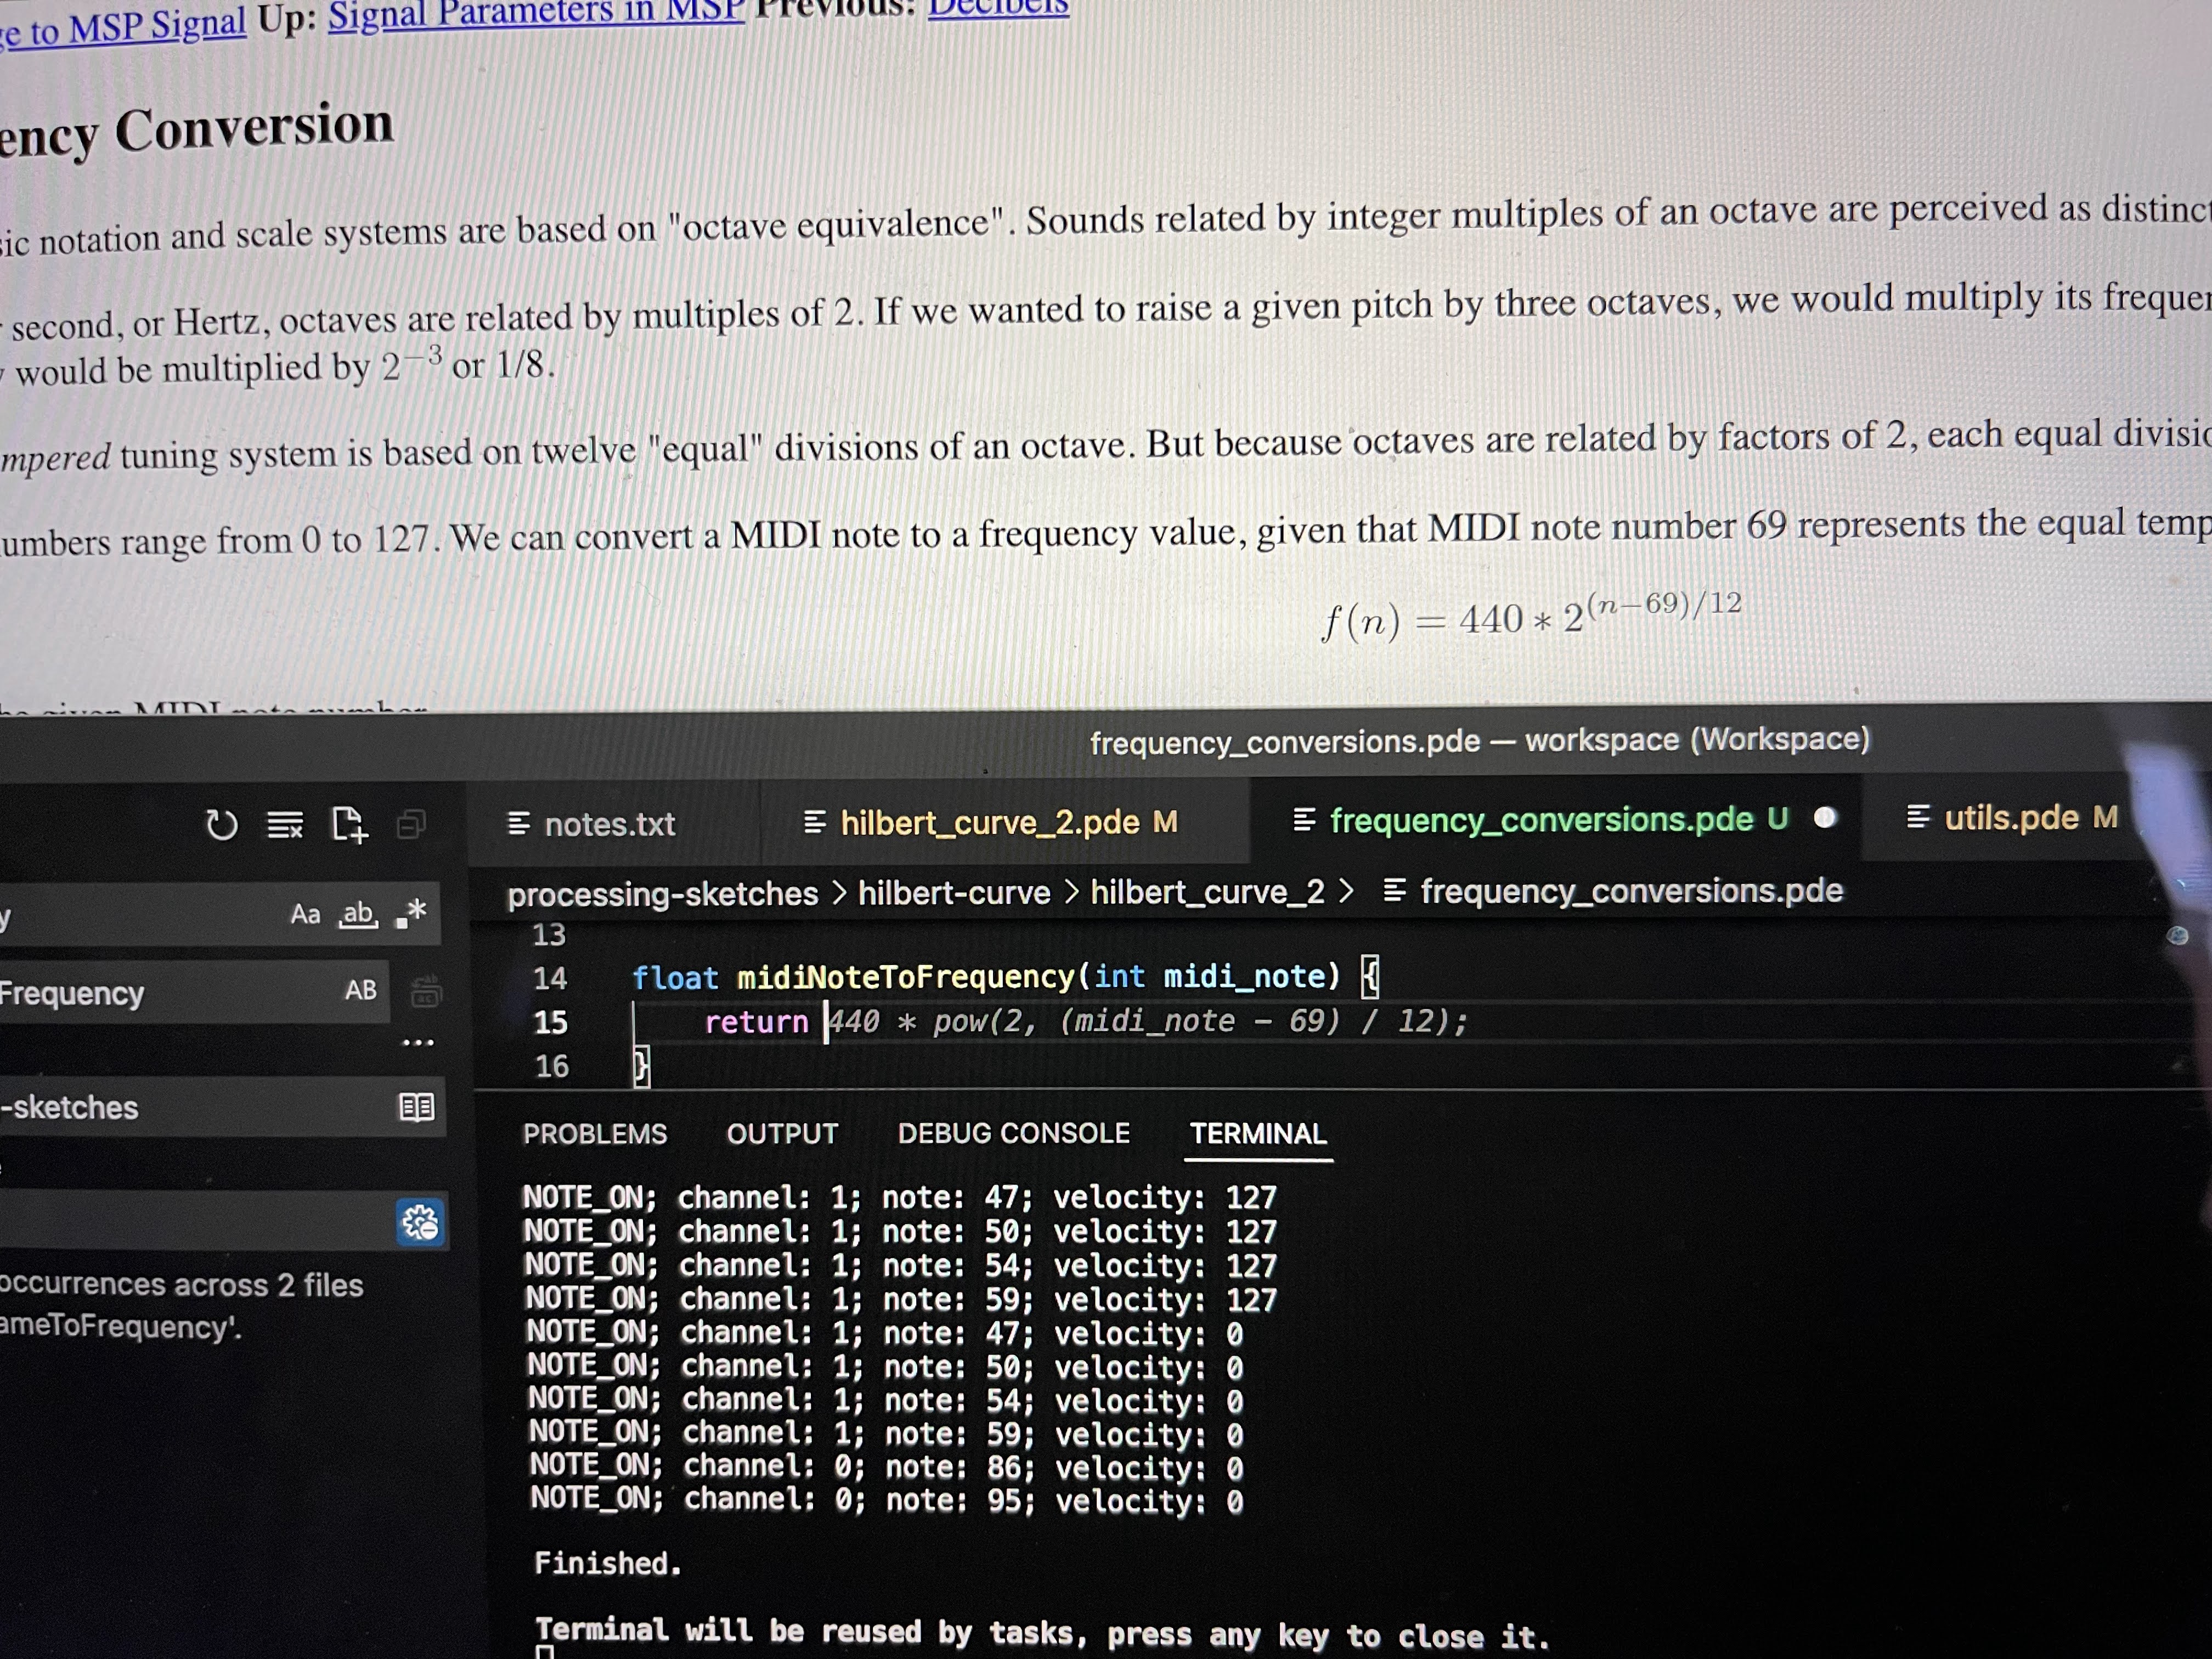 to MSP Signal Up: Signal Parameters in MSP Previous: Decibels
Conversion
notation and scale systems are based on "octave equivalence". Sounds related by integer multiples of an octave are perceived as
second, or Hertz, octaves are related by multiples of 2. If we wanted to raise a given pitch by three octaves, we would multiply its
would be multiplied by 2⁻³ or 1/8.
tuning system is based on twelve "equal" divisions of an octave. But because octaves are related by factors of 2, each equal
range from 0 to 127. We can convert a MIDI note to a frequency value, given that MIDI note number 69 represents the equal
f(n) = 440 * 2^(n−69)/12
given MIDI note number
frequency_conversions.pde — workspace (Workspace)
notes.txt hilbert_curve_2.pde M frequency_conversions.pde U utils.pde M
processing-sketches > hilbert-curve > hilbert_curve_2 > frequency_conversions.pde
y Aa ab .*
Frequency AB
...
-sketches
occurrences across 2 files
ameToFrequency'.
13
14 float midiNoteToFrequency(int midi_note) {
15 return 440 * pow(2, (midi_note - 69) / 12);
16 }
PROBLEMS OUTPUT DEBUG CONSOLE TERMINAL
NOTE_ON; channel: 1; note: 47; velocity: 127
NOTE_ON; channel: 1; note: 50; velocity: 127
NOTE_ON; channel: 1; note: 54; velocity: 127
NOTE_ON; channel: 1; note: 59; velocity: 127
NOTE_ON; channel: 1; note: 47; velocity: 0
NOTE_ON; channel: 1; note: 50; velocity: 0
NOTE_ON; channel: 1; note: 54; velocity: 0
NOTE_ON; channel: 1; note: 59; velocity: 0
NOTE_ON; channel: 0; note: 86; velocity: 0
NOTE_ON; channel: 0; note: 95; velocity: 0
Finished.
Terminal will be reused by tasks, press any key to close it.